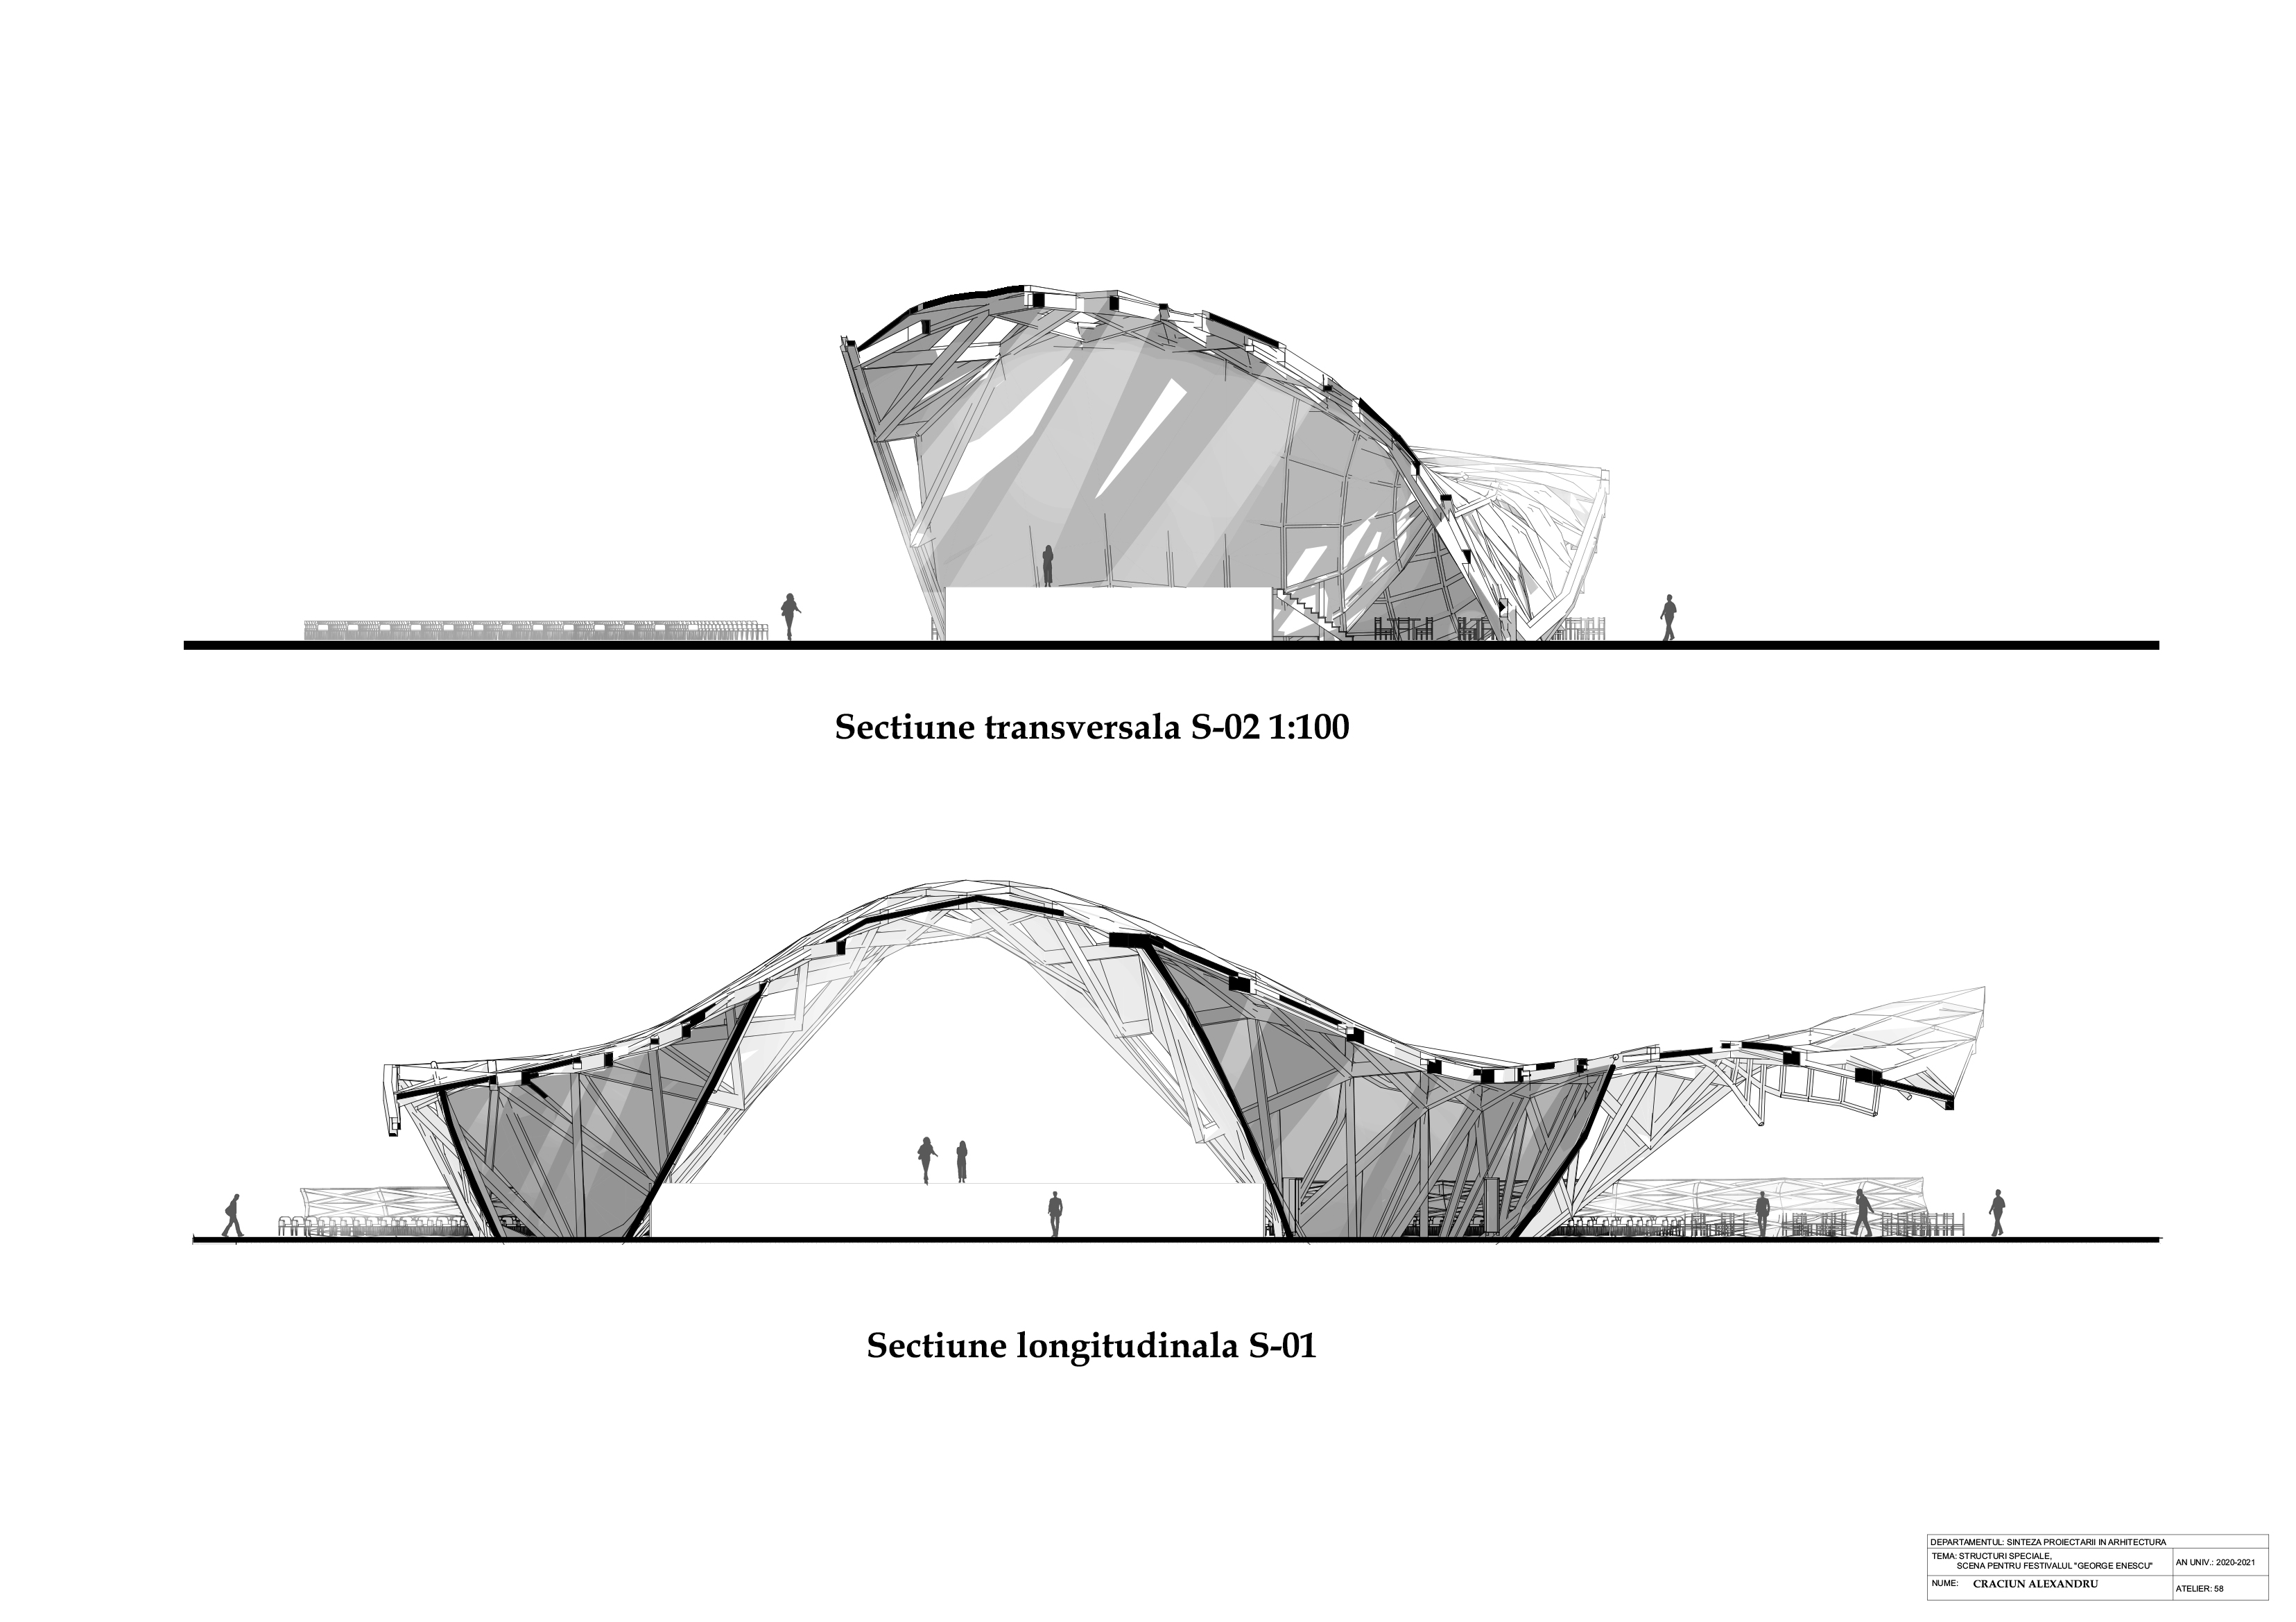 Sectiune transversala S-02 1:100
Sectiune longitudinala S-01
DEPARTAMENTUL: SINTEZA PROIECTARII IN ARHITECTURA
TEMA: STRUCTURI SPECIALE,
SCENA PENTRU FESTIVALUL "GEORGE ENESCU"
AN UNIV.: 2020-2021
NUME: CRACIUN ALEXANDRU
ATELIER: 58